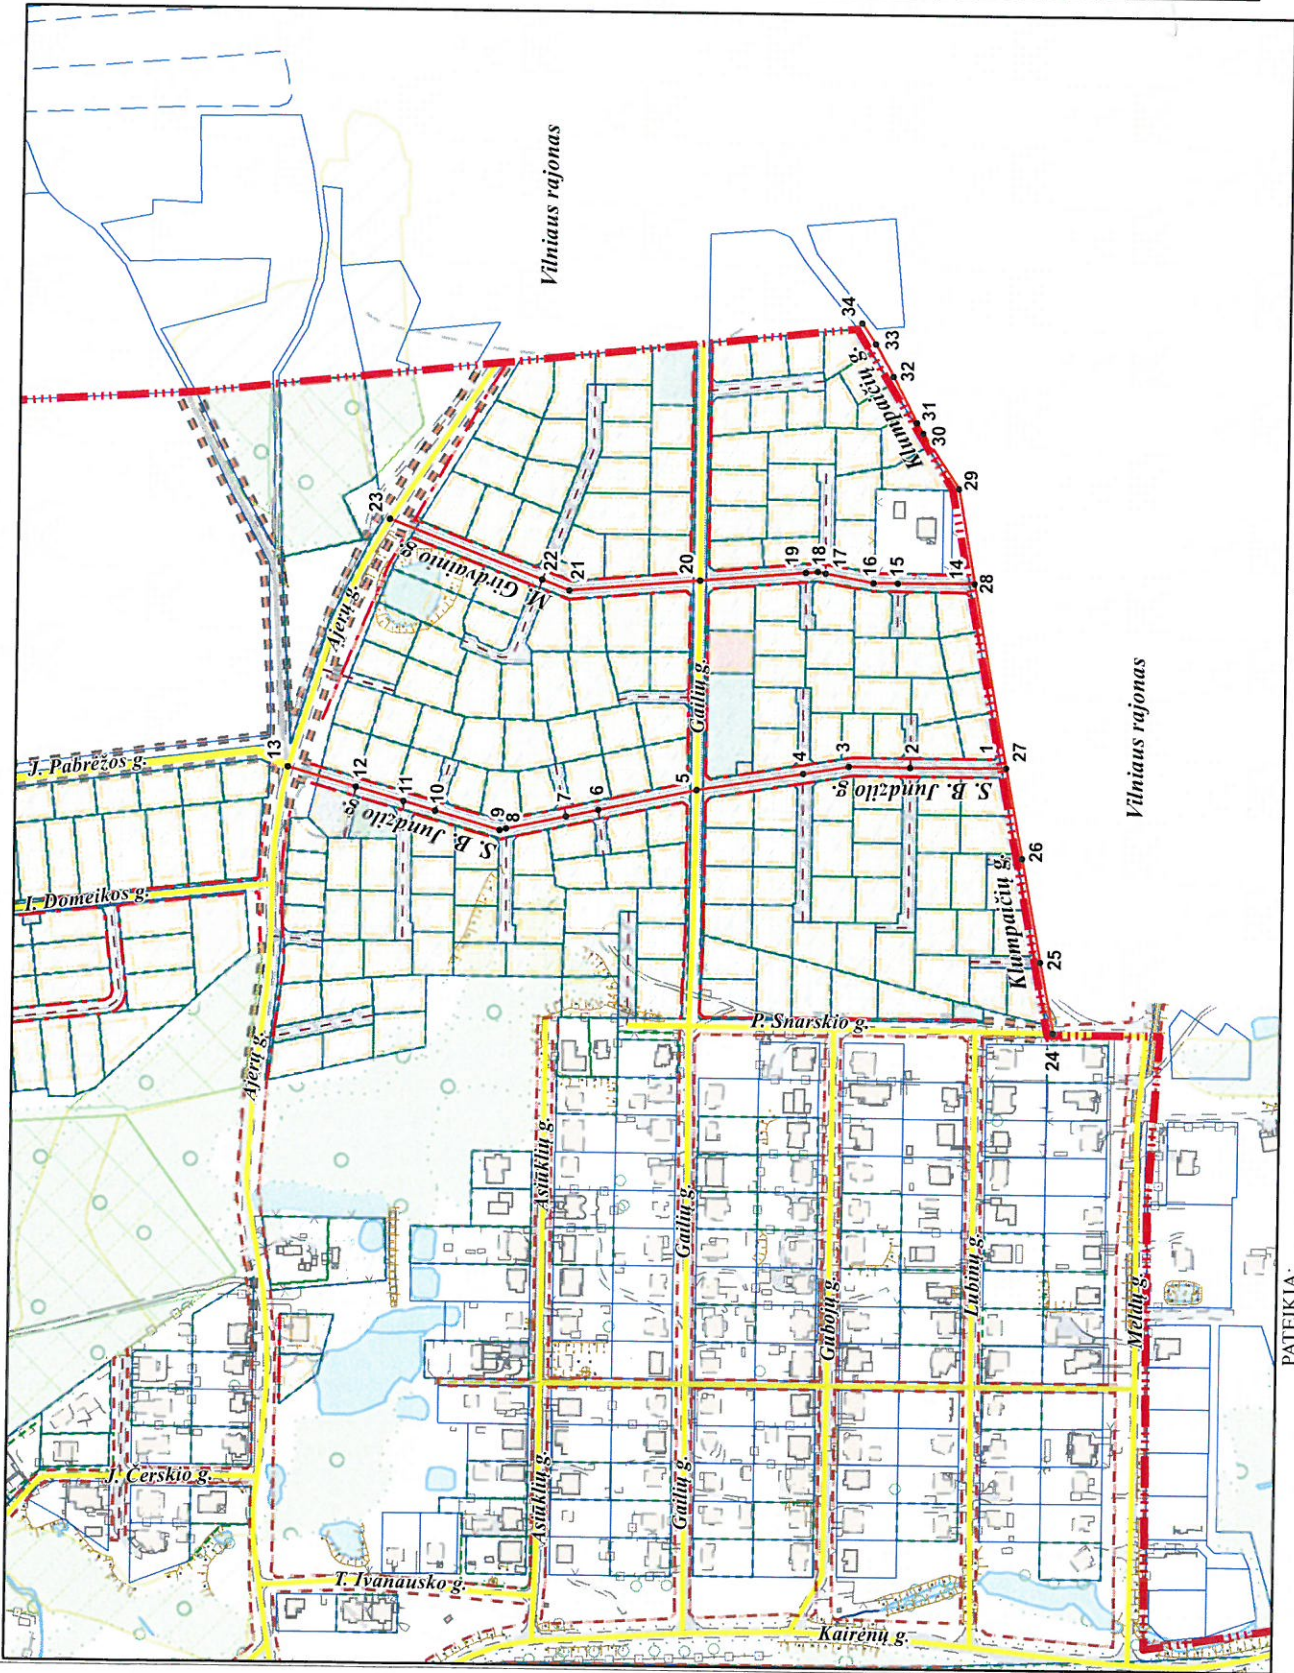 Vilniaus rajonas
Vilniaus rajonas
J. Pabrėžos g.
I. Domeikos g.
Ajerų g.
Ajerų g.
J. Čerskio g.
T. Ivanausko g.
M. Girdvainio g.
S. B. Jundzilo g.
S. B. Jundzilo g.
Gailių g.
Gailių g.
Gailių g.
Klumpaičių g.
Klumpaičių g.
P. Snarskio g.
Asiūklių g.
Asiūklių g.
Gabojų g.
Lubinų g.
Meldų g.
Kairėnų g.
1
2
3
4
5
6
7
8
9
10
11
12
13
14
15
16
17
18
19
20
21
22
23
24
25
26
27
28
29
30
31
32
33
34
PATEIKIA: